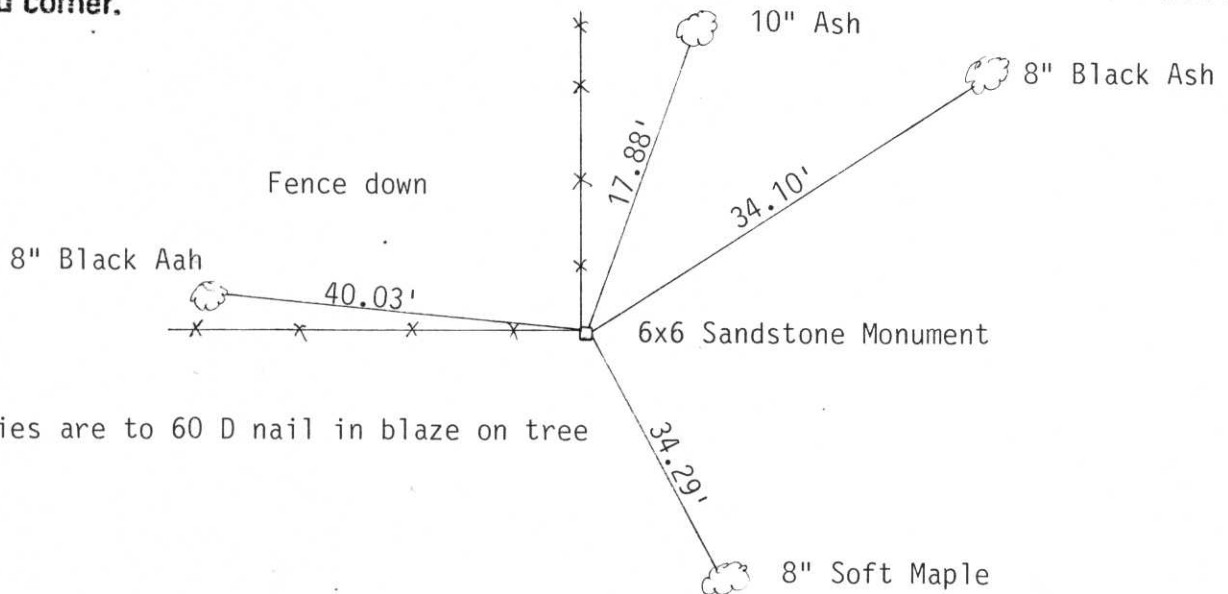 corner.
10" Ash
8" Black Ash
17.88'
Fence down
34.10'
8" Black Aah
40.03'
6x6 Sandstone Monument
ies are to 60 D nail in blaze on tree
34.29'
8" Soft Maple